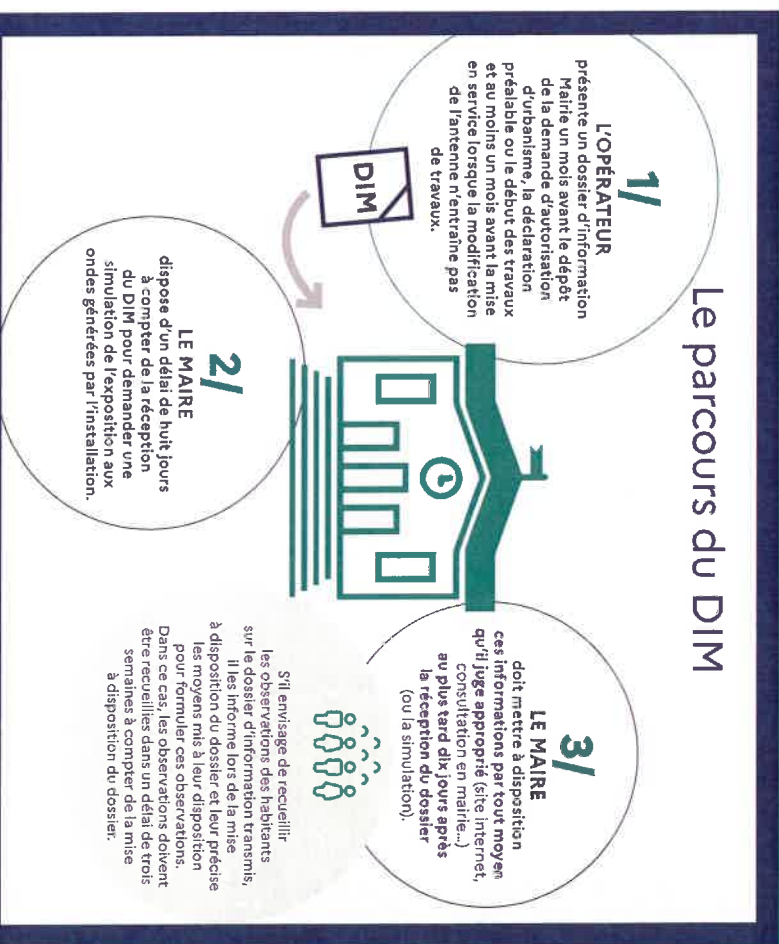 Le parcours du DIM
1/
L'OPÉRATEUR
présente un dossier d'information
Mairie un mois avant le dépôt
de la demande d'autorisation
d'urbanisme, la déclaration
préalable ou le début des travaux
et au moins un mois avant la mise
en service lorsque la modification
de l'antenne n'entraîne pas
de travaux.
DIM
2/
LE MAIRE
dispose d'un délai de huit jours
à compter de la réception
du DIM pour demander une
simulation de l'exposition aux
ondes générées par l'installation.
3/
LE MAIRE
doit mettre à disposition
ces informations par tout moyen
qu'il juge approprié (site internet,
consultation en mairie...)
au plus tard dix jours après
la réception du dossier
(ou la simulation).
S'il envisage de recueillir
les observations des habitants
sur le dossier d'information transmis,
il les informe lors de la mise
à disposition du dossier et leur précise
les moyens mis à leur disposition
pour formuler ces observations.
Dans ce cas, les observations doivent
être recueillies dans un délai de trois
semaines à compter de la mise
à disposition du dossier.